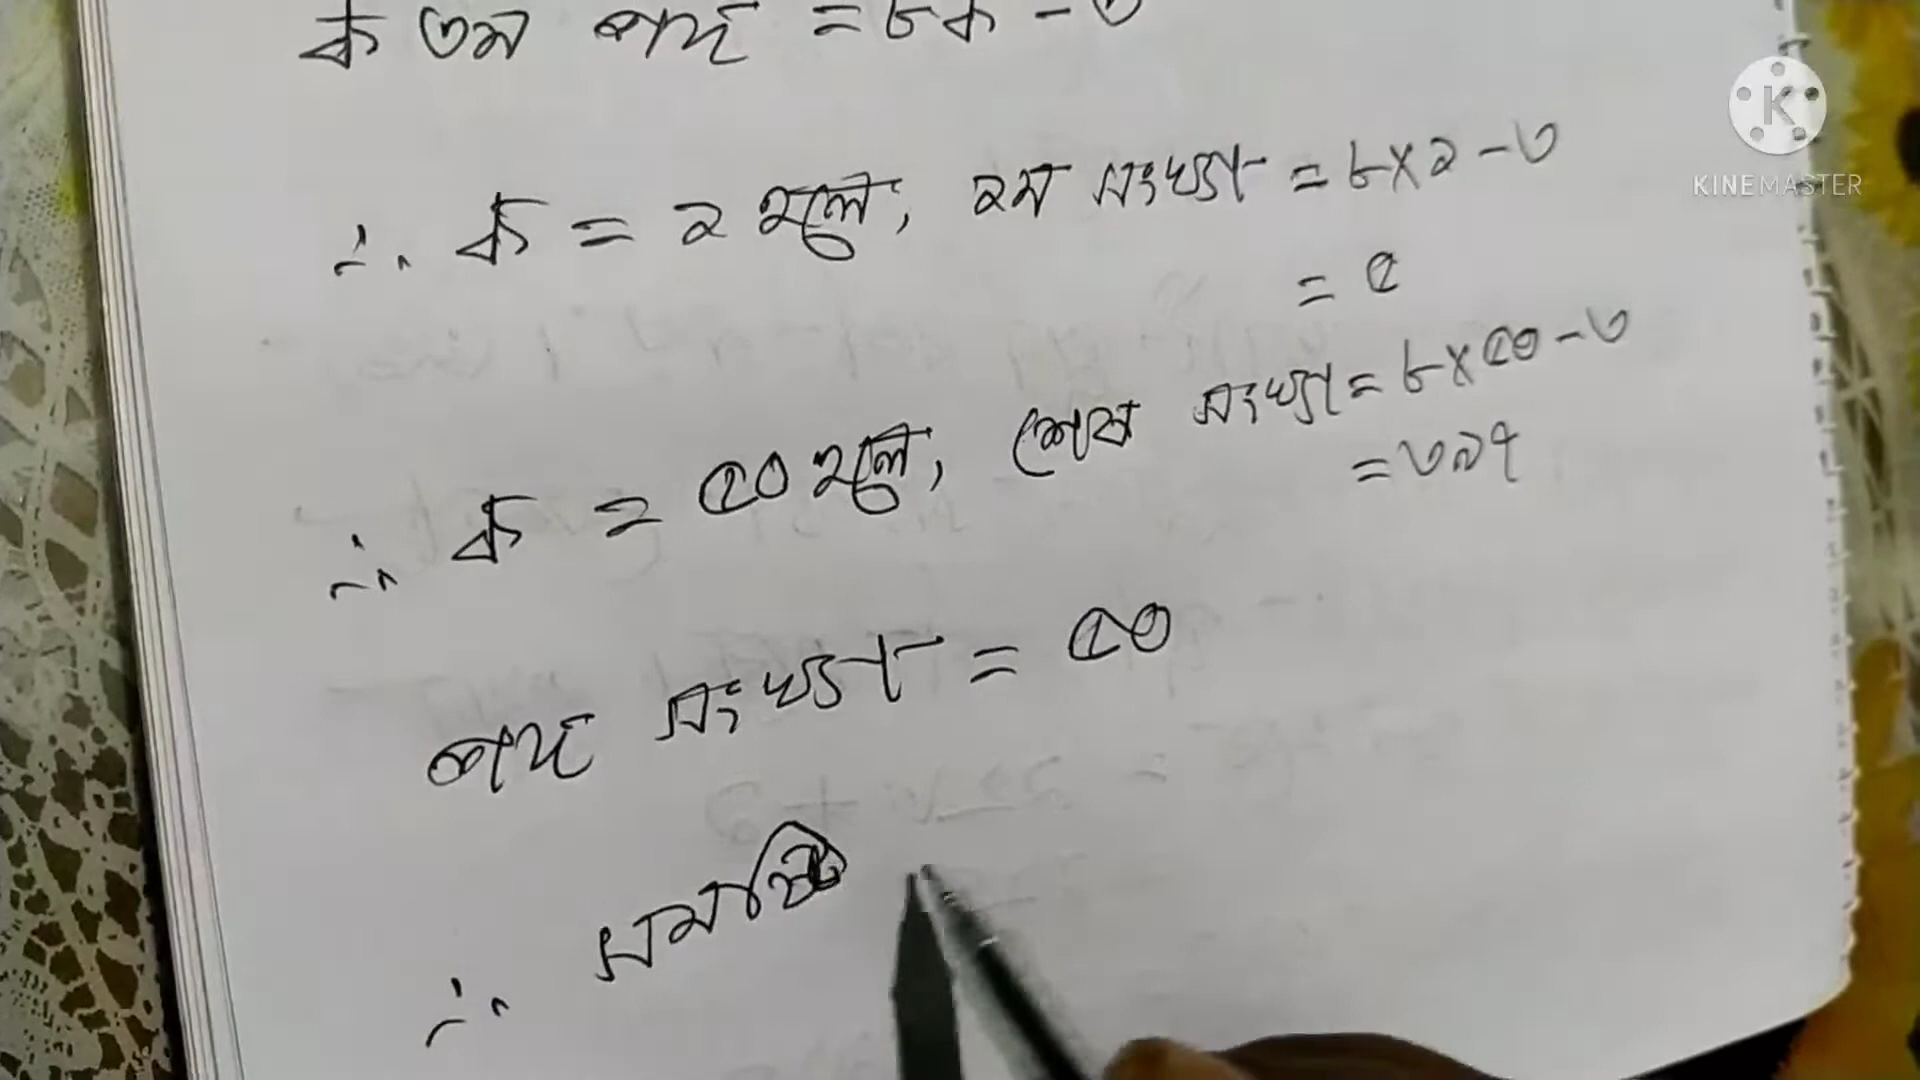 ক তম পদ = ৮ক - ৩
KINEMASTER
∴ ক = ১ হলে, ১ম সংখ্যা = ৮×১ - ৩
= ৫
∴ ক = ৫০ হলে, শেষ সংখ্যা = ৮×৫০ - ৩
= ৩৯৭
পদ সংখ্যা = ৫০
∴ সমষ্টি